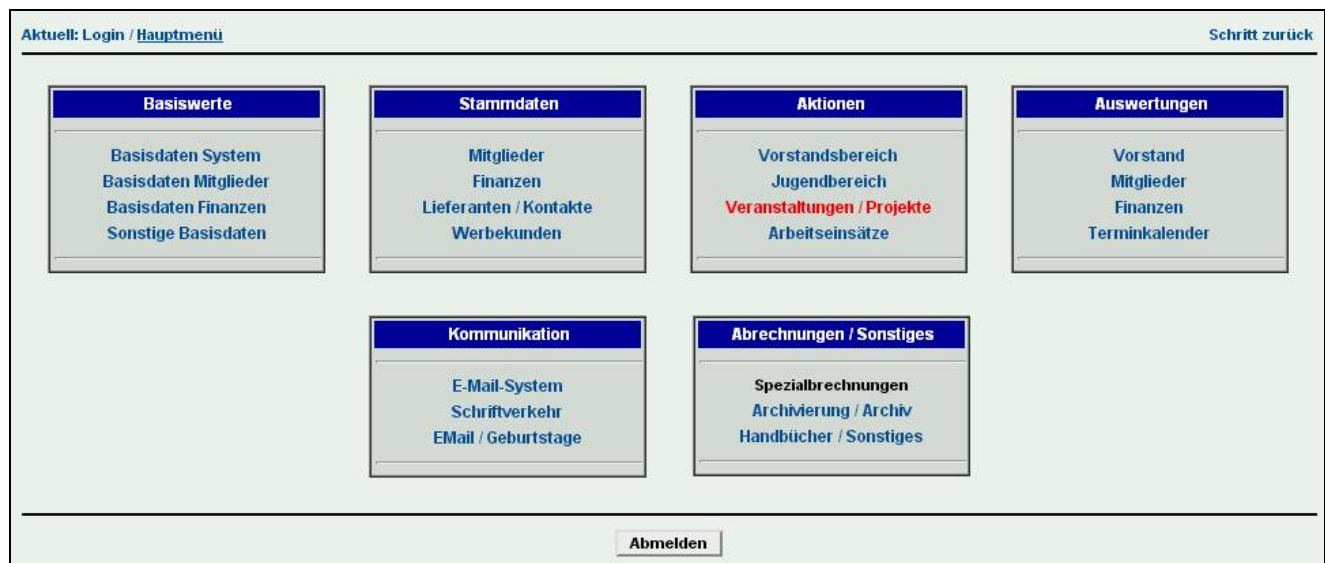 Aktuell: Login / Hauptmenü
Schritt zurück
Basiswerte
Basisdaten System
Basisdaten Mitglieder
Basisdaten Finanzen
Sonstige Basisdaten
Stammdaten
Mitglieder
Finanzen
Lieferanten / Kontakte
Werbekunden
Aktionen
Vorstandsbereich
Jugendbereich
Veranstaltungen / Projekte
Arbeitseinsätze
Auswertungen
Vorstand
Mitglieder
Finanzen
Terminkalender
Kommunikation
E-Mail-System
Schriftverkehr
EMail / Geburtstage
Abrechnungen / Sonstiges
Spezialbrechnungen
Archivierung / Archiv
Handbücher / Sonstiges
Abmelden